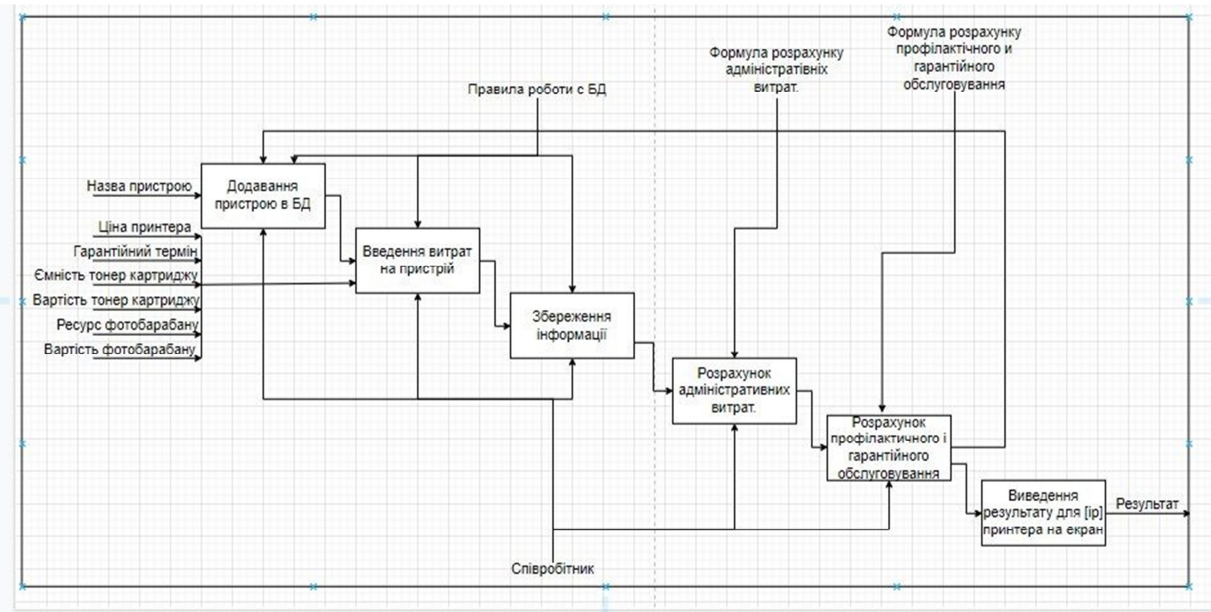 Формула розрахунку
профілактічного и
гарантійного
обслуговування
Формула розрахунку
адміністратівніх
витрат.
Правила роботи с БД
Назва пристрою
Додавання
пристрою в БД
Ціна принтера
Гарантійний термін
Ємність тонер картриджу
Вартість тонер картриджу
Ресурс фотобарабану
Вартість фотобарабану
Введення витрат
на пристрій
Збереження
інформації
Розрахунок
адміністративних
витрат.
Розрахунок
профілактичного і
гарантійного
обслуговування
Виведення
результату для [ip]
принтера на екран
Результат
Співробітник